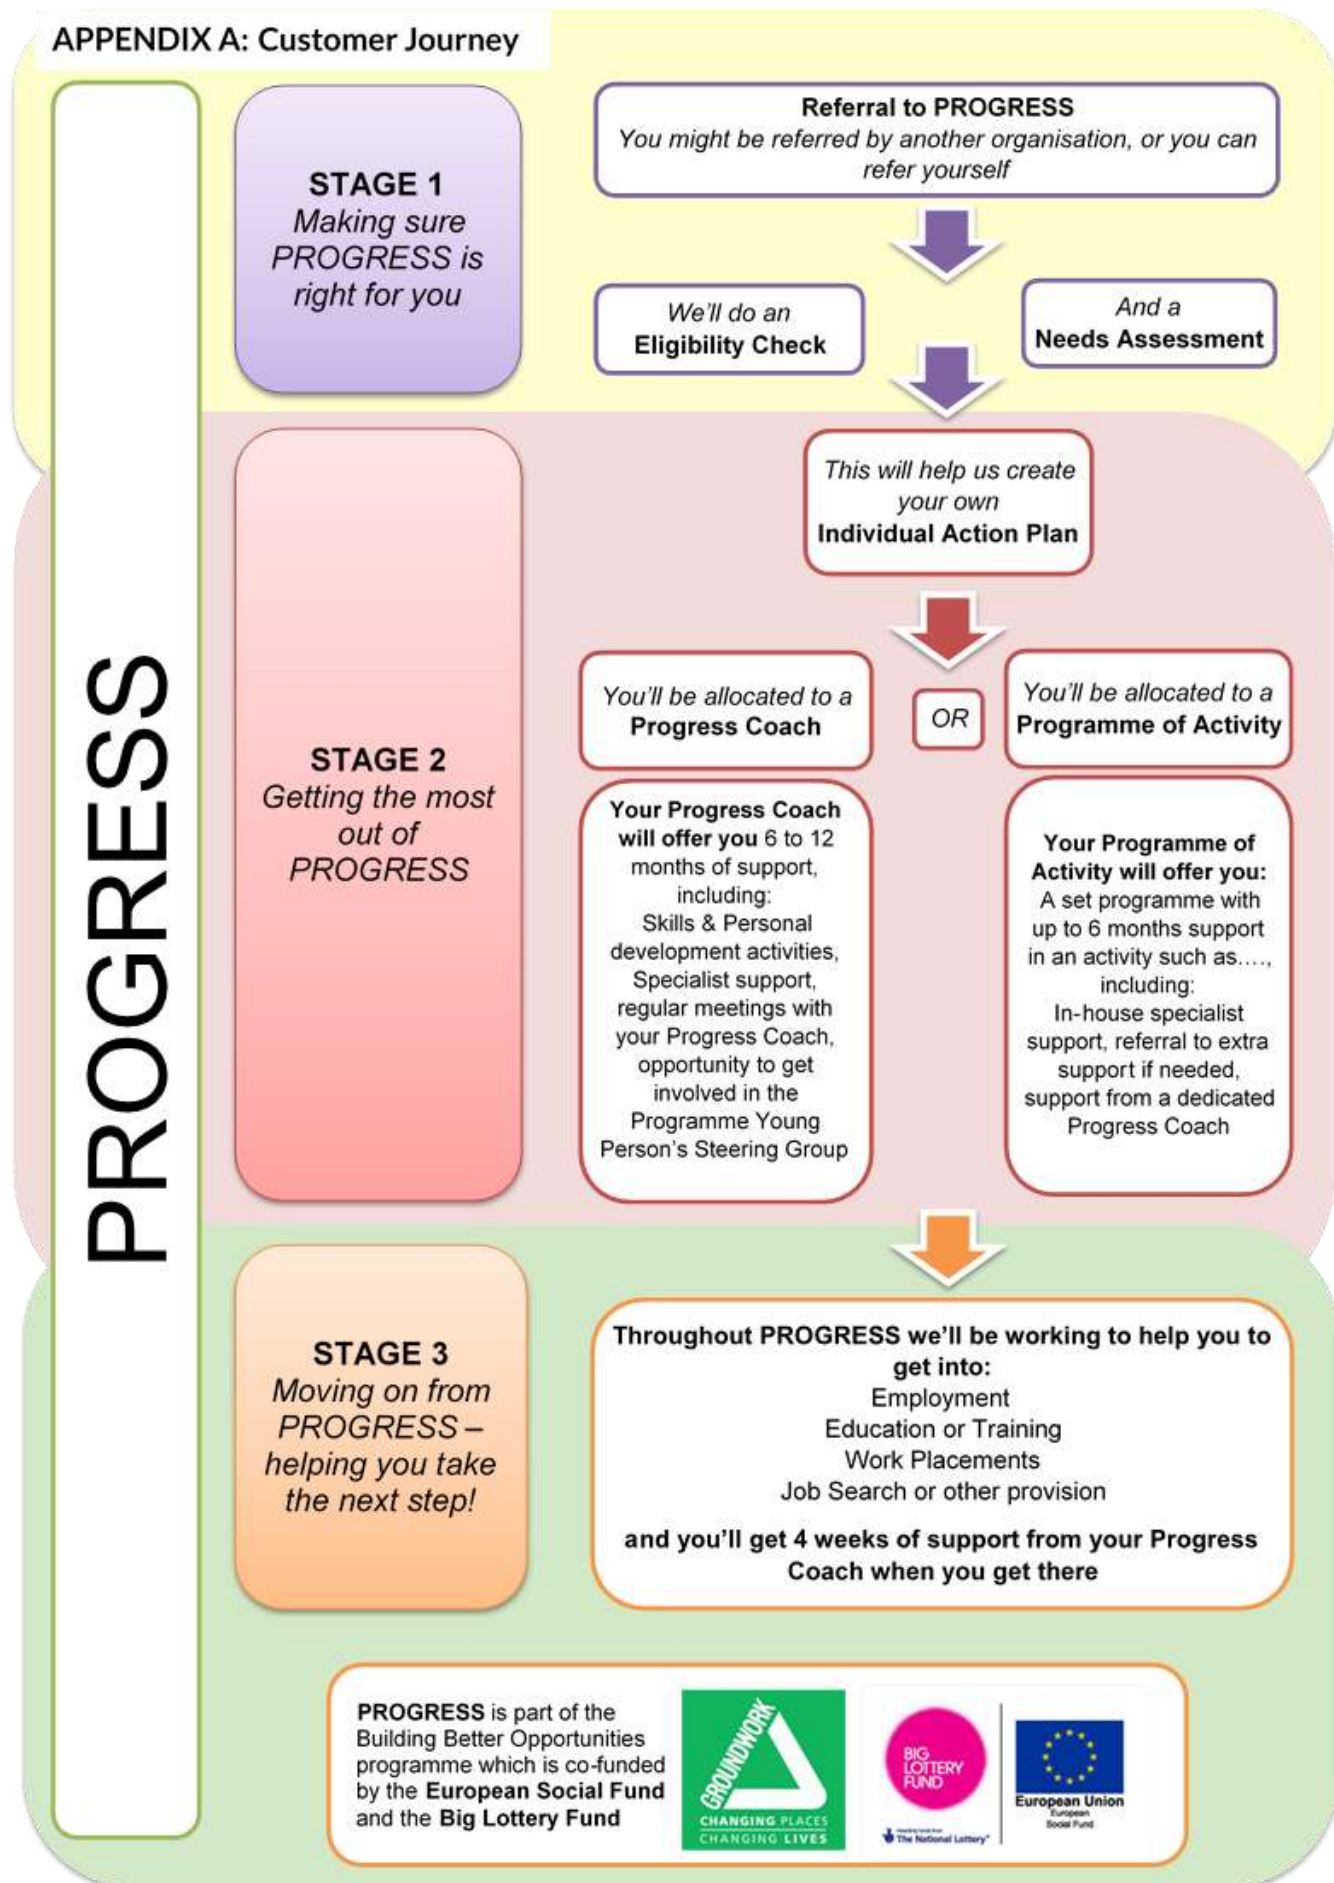 APPENDIX A: Customer Journey
PROGRESS
STAGE 1
Making sure
PROGRESS is
right for you
Referral to PROGRESS
You might be referred by another organisation, or you can
refer yourself
We'll do an
Eligibility Check
And a
Needs Assessment
STAGE 2
Getting the most
out of
PROGRESS
This will help us create
your own
Individual Action Plan
You'll be allocated to a
Progress Coach
OR
You'll be allocated to a
Programme of Activity
Your Progress Coach
will offer you 6 to 12
months of support,
including:
Skills & Personal
development activities,
Specialist support,
regular meetings with
your Progress Coach,
opportunity to get
involved in the
Programme Young
Person's Steering Group
Your Programme of
Activity will offer you:
A set programme with
up to 6 months support
in an activity such as….,
including:
In-house specialist
support, referral to extra
support if needed,
support from a dedicated
Progress Coach
STAGE 3
Moving on from
PROGRESS –
helping you take
the next step!
Throughout PROGRESS we'll be working to help you to
get into:
Employment
Education or Training
Work Placements
Job Search or other provision
and you'll get 4 weeks of support from your Progress
Coach when you get there
PROGRESS is part of the
Building Better Opportunities
programme which is co-funded
by the European Social Fund
and the Big Lottery Fund
GROUNDWORK
CHANGING PLACES
CHANGING LIVES
BIG
LOTTERY
FUND
The National Lottery®
European Union
European
Social Fund